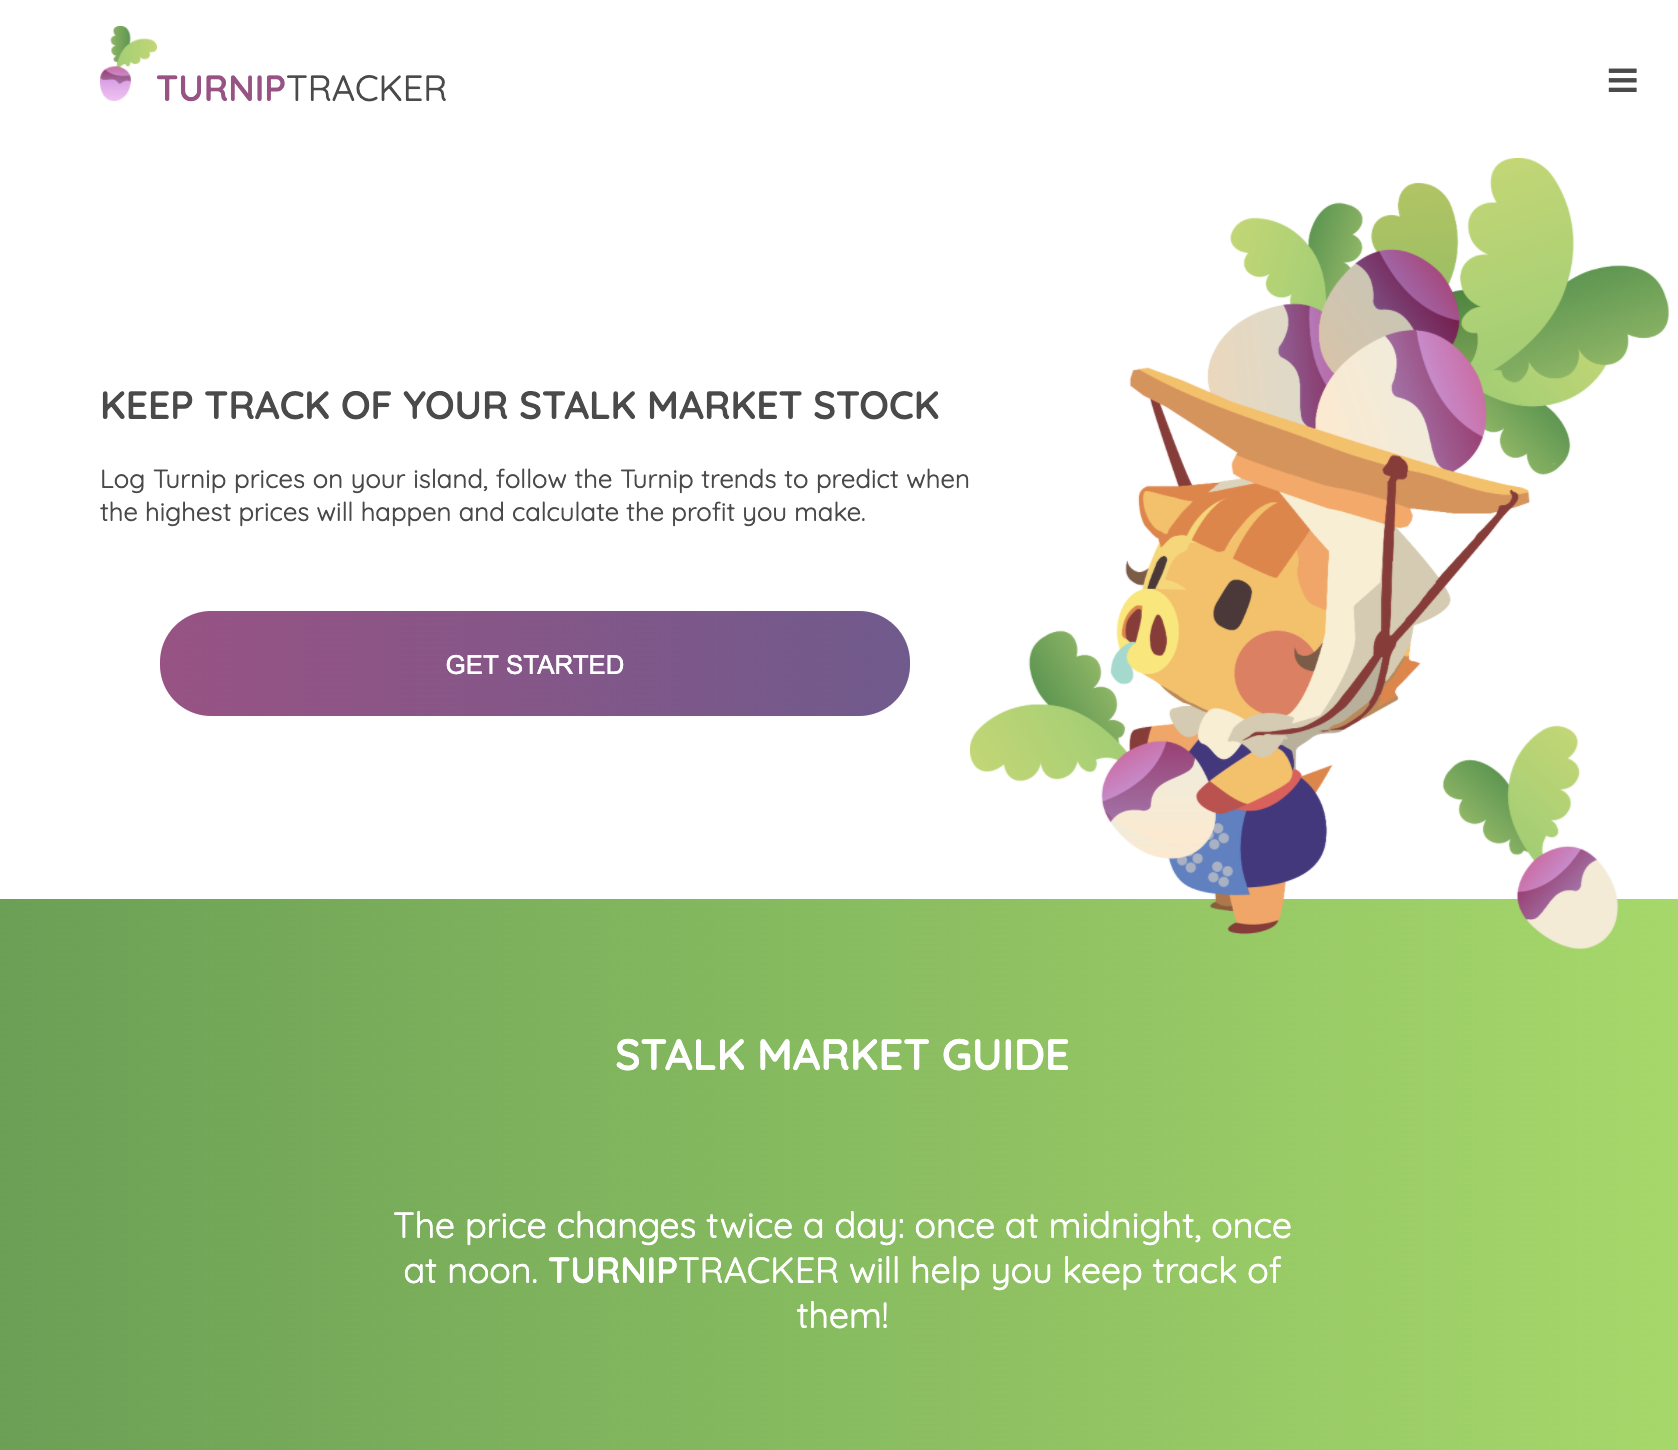 TURNIPTRACKER
KEEP TRACK OF YOUR STALK MARKET STOCK
Log Turnip prices on your island, follow the Turnip trends to predict when
the highest prices will happen and calculate the profit you make.
GET STARTED
STALK MARKET GUIDE
The price changes twice a day: once at midnight, once
at noon. TURNIPTRACKER will help you keep track of
them!